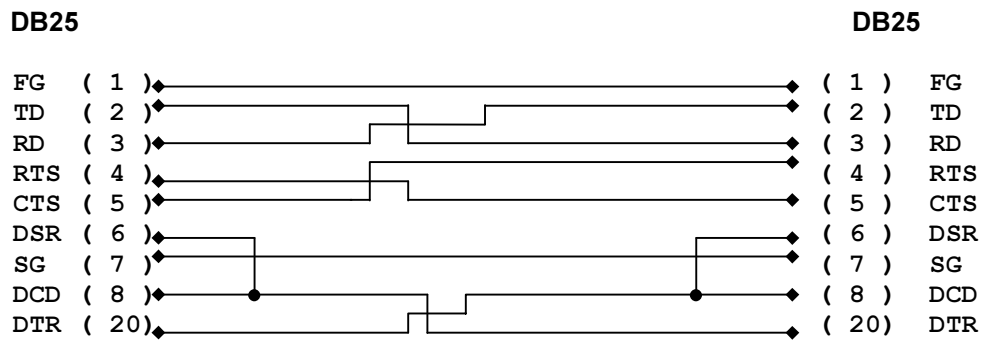 DB25 DB25
FG ( 1 ) ( 1 ) FG
TD ( 2 ) ( 2 ) TD
RD ( 3 ) ( 3 ) RD
RTS ( 4 ) ( 4 ) RTS
CTS ( 5 ) ( 5 ) CTS
DSR ( 6 ) ( 6 ) DSR
SG ( 7 ) ( 7 ) SG
DCD ( 8 ) ( 8 ) DCD
DTR ( 20) ( 20) DTR